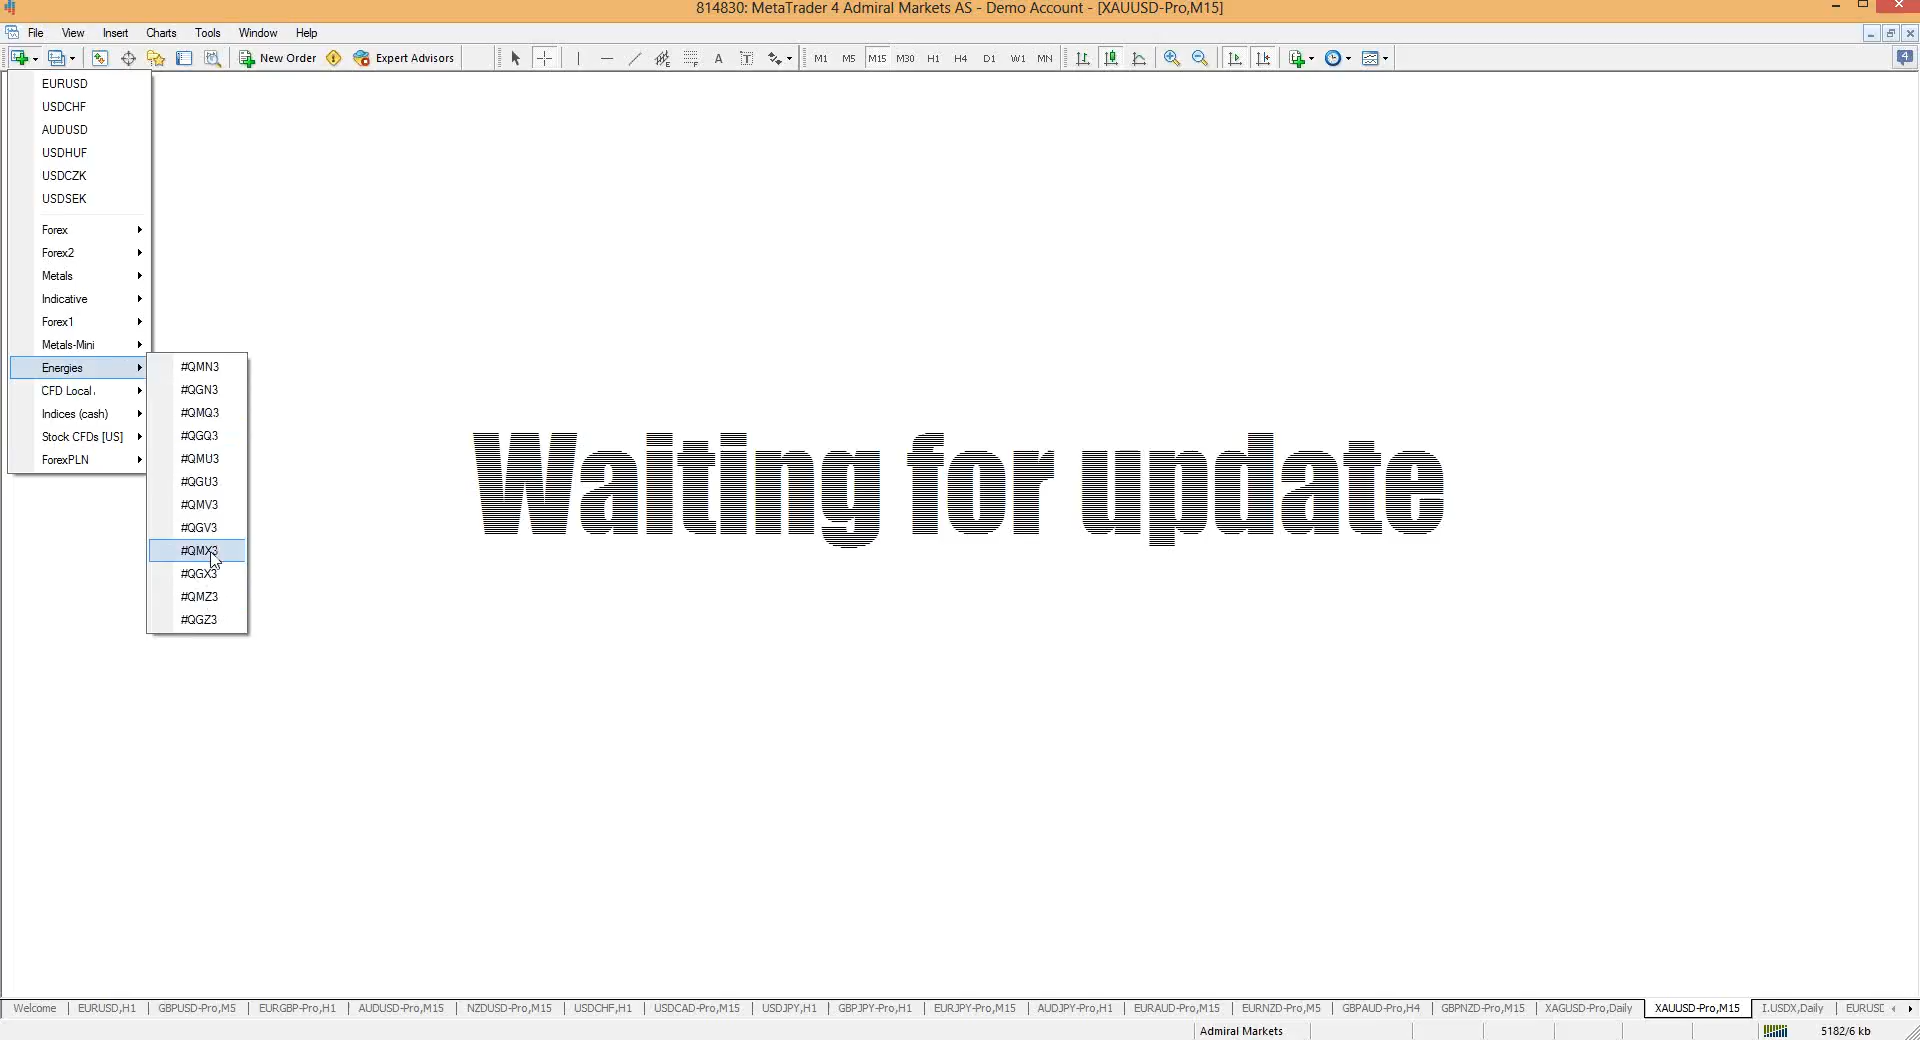 814830: MetaTrader 4 Admiral Markets AS - Demo Account - [XAUUSD-Pro,M15]
File View Insert Charts Tools Window Help
New Order Expert Advisors A T M1 M5 M15 M30 H1 H4 D1 W1 MN 4
EURUSD
USDCHF
AUDUSD
USDHUF
USDCZK
USDSEK
Forex
Forex2
Metals
Indicative
Forex1
Metals-Mini
Energies
CFD Local
Indices (cash)
Stock CFDs [US]
ForexPLN
#QMN3
#QGN3
#QMQ3
#QGQ3
#QMU3
#QGU3
#QMV3
#QGV3
#QMX3
#QGX3
#QMZ3
#QGZ3
Waiting for update
Welcome EURUSD,H1 GBPUSD-Pro,M5 EURGBP-Pro,H1 AUDUSD-Pro,M15 NZDUSD-Pro,M15 USDCHF,H1 USDCAD-Pro,M15 USDJPY,H1 GBPJPY-Pro,H1 EURJPY-Pro,M15 AUDJPY-Pro,H1 EURAUD-Pro,M15 EURNZD-Pro,M5 GBPAUD-Pro,H4 GBPNZD-Pro,M15 XAGUSD-Pro,Daily XAUUSD-Pro,M15 I.USDX,Daily EURUSD
Admiral Markets 5182/6 kb